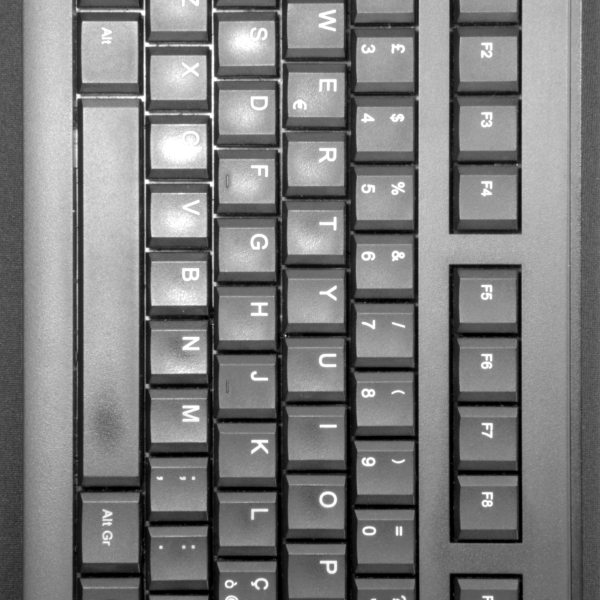 F2 F3 F4 F5 F6 F7 F8
£ $ % & / ( ) =
3 4 5 6 7 8 9 0
W E R T Y U I O P
€
S D F G H J K L Ç
ò
Z X C V B N M ; :
, .
Alt Alt Gr